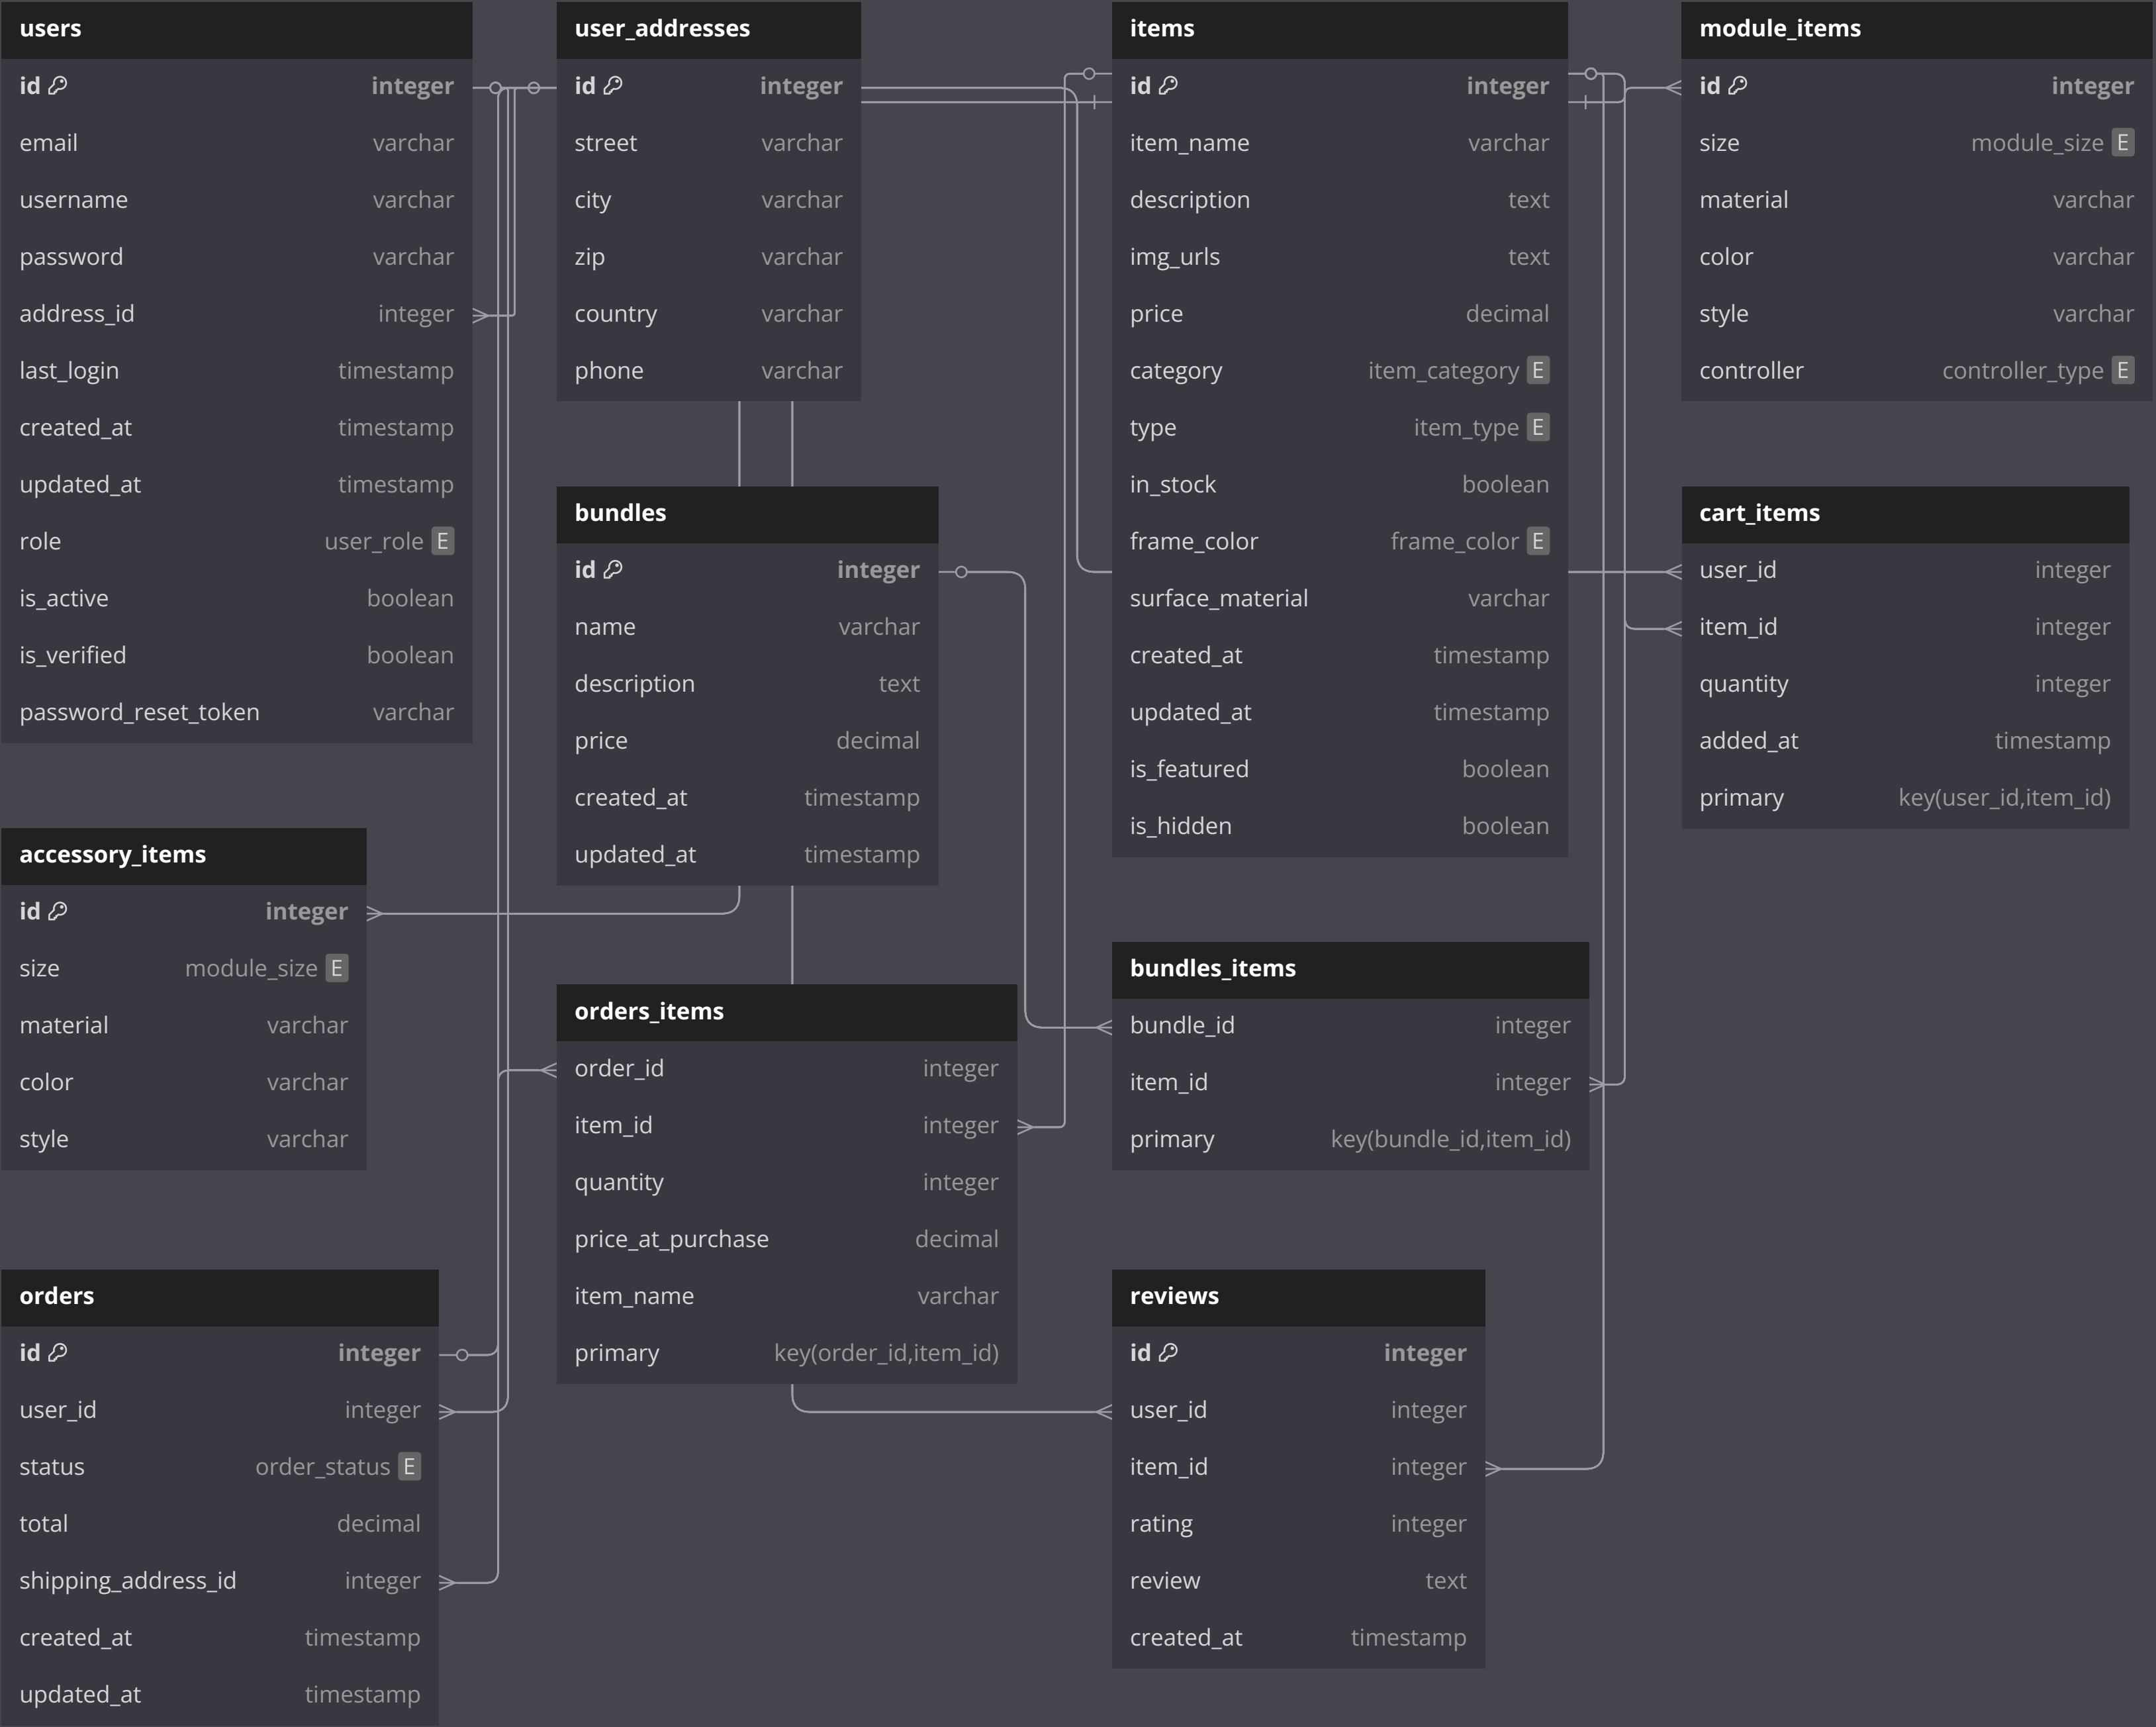 users
id integer
email varchar
username varchar
password varchar
address_id integer
last_login timestamp
created_at timestamp
updated_at timestamp
role user_role E
is_active boolean
is_verified boolean
password_reset_token varchar
user_addresses
id integer
street varchar
city varchar
zip varchar
country varchar
phone varchar
items
id integer
item_name varchar
description text
img_urls text
price decimal
category item_category E
type item_type E
in_stock boolean
frame_color frame_color E
surface_material varchar
created_at timestamp
updated_at timestamp
is_featured boolean
is_hidden boolean
module_items
id integer
size module_size E
material varchar
color varchar
style varchar
controller controller_type E
bundles
id integer
name varchar
description text
price decimal
created_at timestamp
updated_at timestamp
cart_items
user_id integer
item_id integer
quantity integer
added_at timestamp
primary key(user_id,item_id)
accessory_items
id integer
size module_size E
material varchar
color varchar
style varchar
orders_items
order_id integer
item_id integer
quantity integer
price_at_purchase decimal
item_name varchar
primary key(order_id,item_id)
bundles_items
bundle_id integer
item_id integer
primary key(bundle_id,item_id)
orders
id integer
user_id integer
status order_status E
total decimal
shipping_address_id integer
created_at timestamp
updated_at timestamp
reviews
id integer
user_id integer
item_id integer
rating integer
review text
created_at timestamp